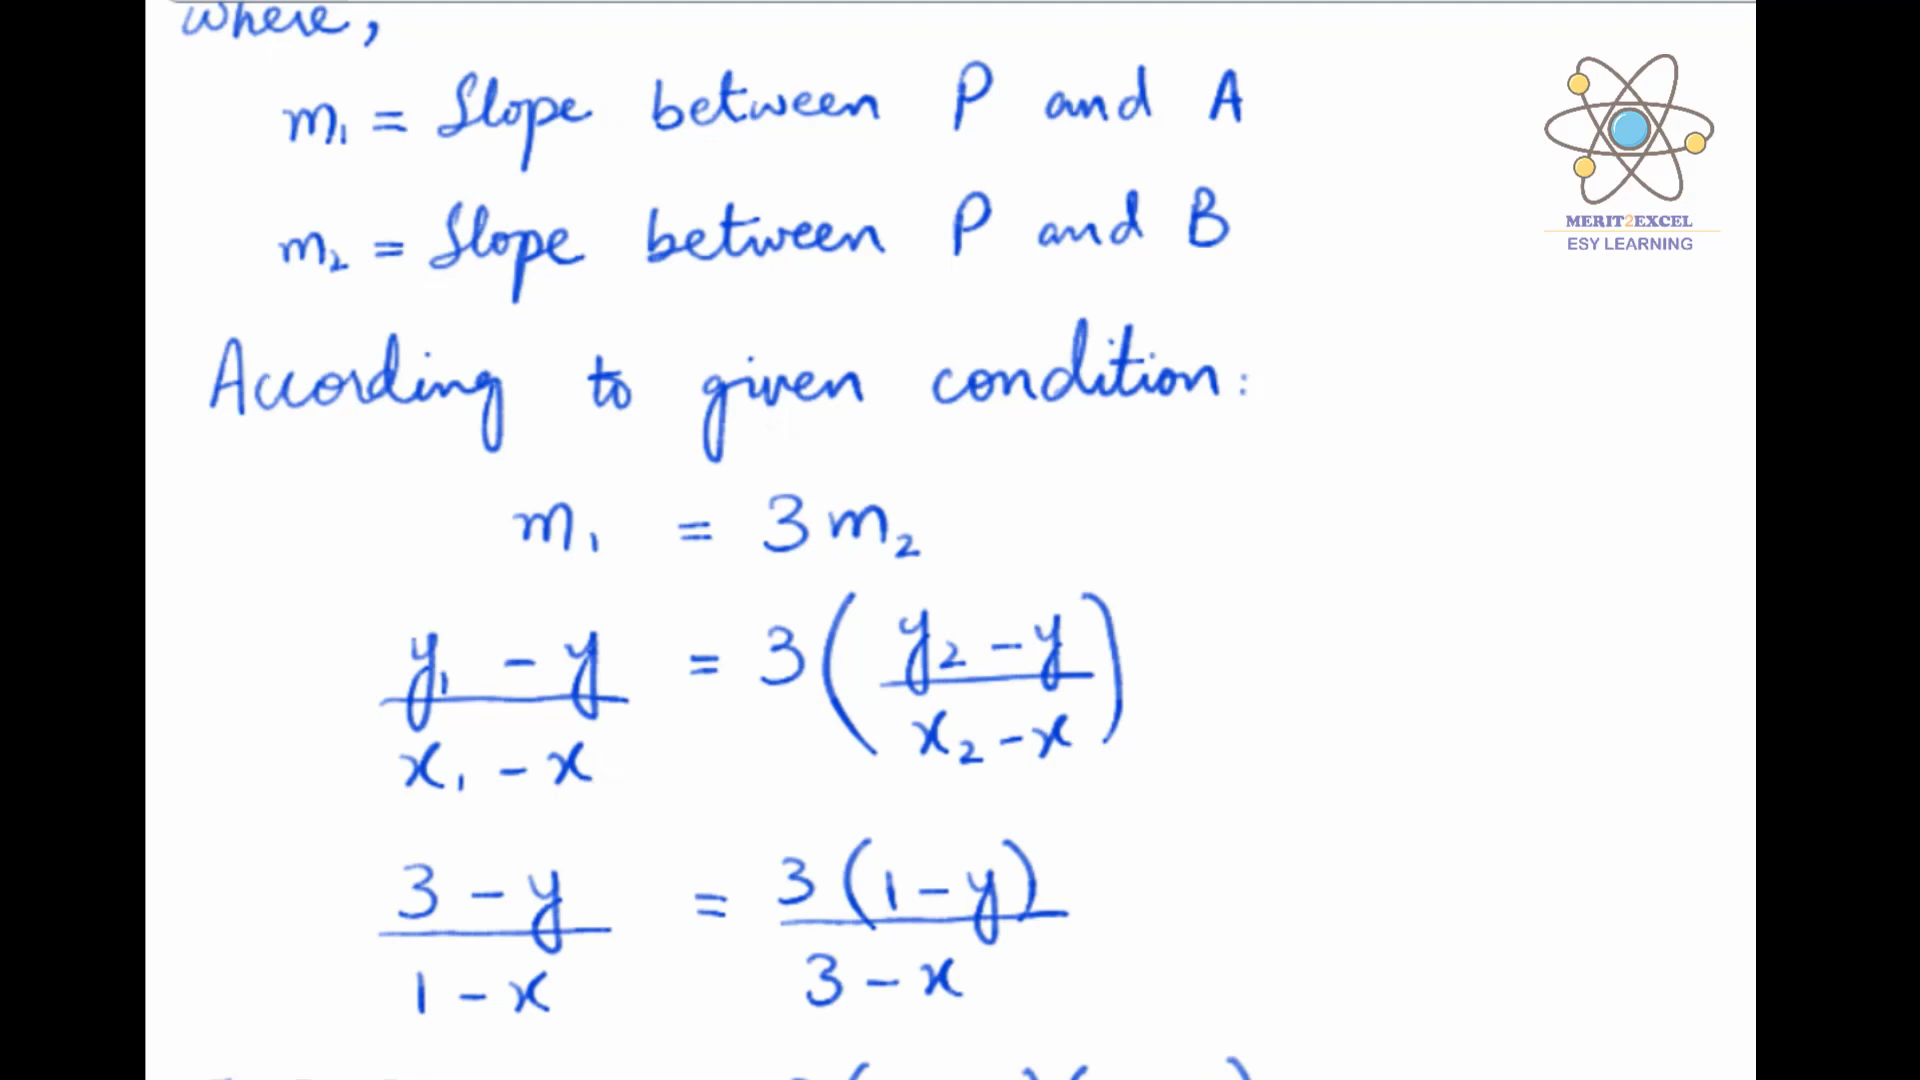 where,
m₁ = Slope between P and A
m₂ = Slope between P and B
According to given condition:
m₁ = 3m₂
y₁ - y / x₁ - x = 3(y₂ - y / x₂ - x)
3 - y / 1 - x = 3(1 - y) / 3 - x
MERIT2EXCEL
ESY LEARNING